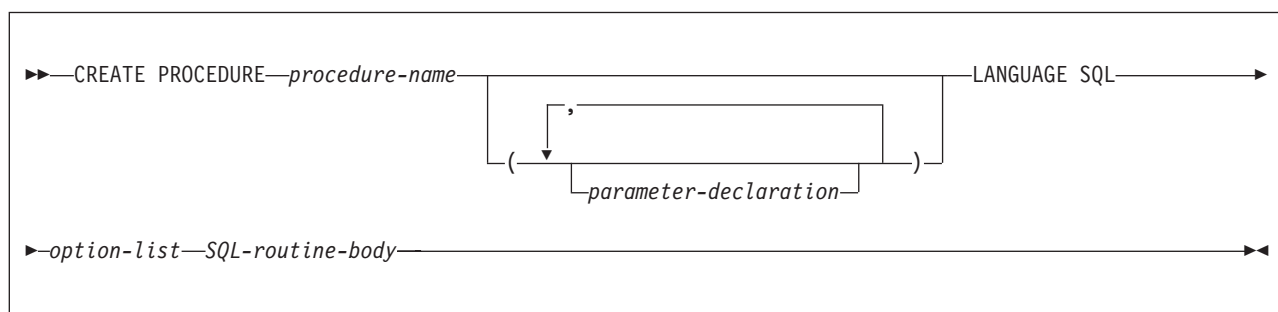 CREATE PROCEDURE procedure-name LANGUAGE SQL
,
( )
parameter-declaration
option-list SQL-routine-body